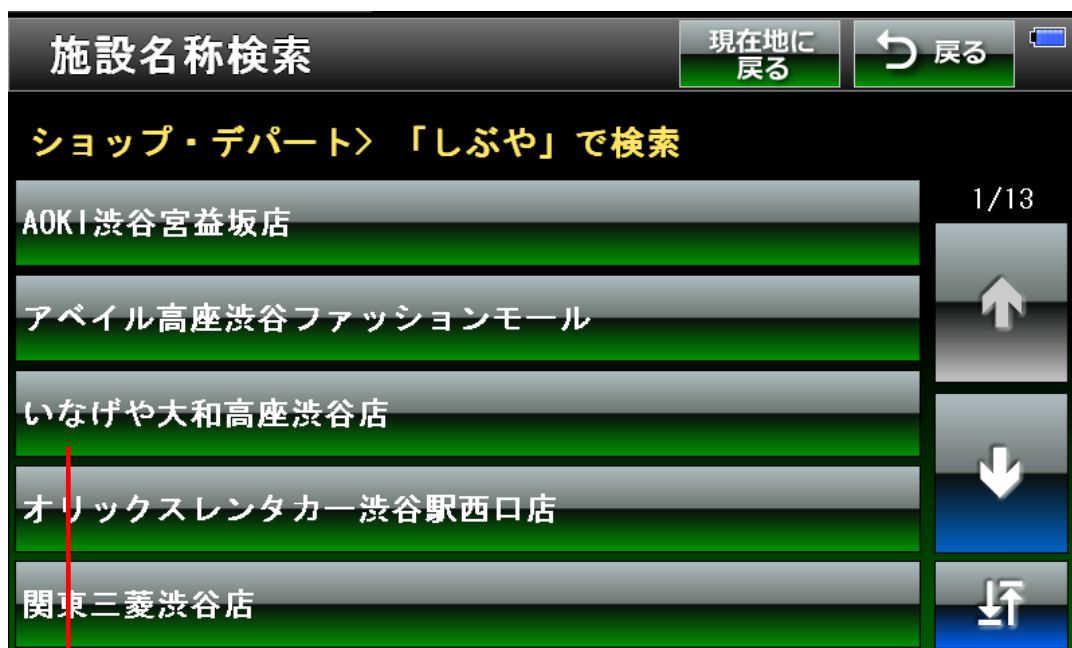 施設名称検索
現在地に
戻る
戻る
ショップ・デパート〉「しぶや」で検索
1/13
AOKI渋谷宮益坂店
アベイル高座渋谷ファッションモール
いなげや大和高座渋谷店
オリックスレンタカー渋谷駅西口店
関東三菱渋谷店